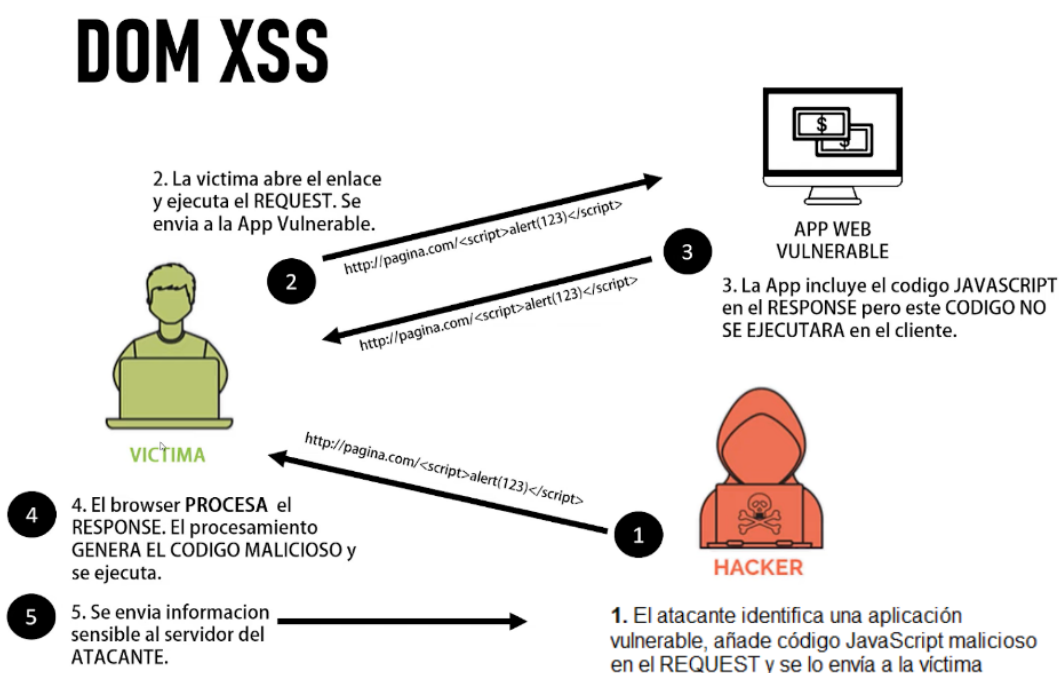 DOM XSS
2. La victima abre el enlace
y ejecuta el REQUEST. Se
envia a la App Vulnerable.
2
http://pagina.com/<script>alert(123)</script>
http://pagina.com/<script>alert(123)</script>
3
$
APP WEB
VULNERABLE
3. La App incluye el codigo JAVASCRIPT
en el RESPONSE pero este CODIGO NO
SE EJECUTARA en el cliente.
VICTIMA
http://pagina.com/<script>alert(123)</script>
1
HACKER
4
4. El browser PROCESA el
RESPONSE. El procesamiento
GENERA EL CODIGO MALICIOSO y
se ejecuta.
5
5. Se envia informacion
sensible al servidor del
ATACANTE.
1. El atacante identifica una aplicación
vulnerable, añade código JavaScript malicioso
en el REQUEST y se lo envía a la víctima